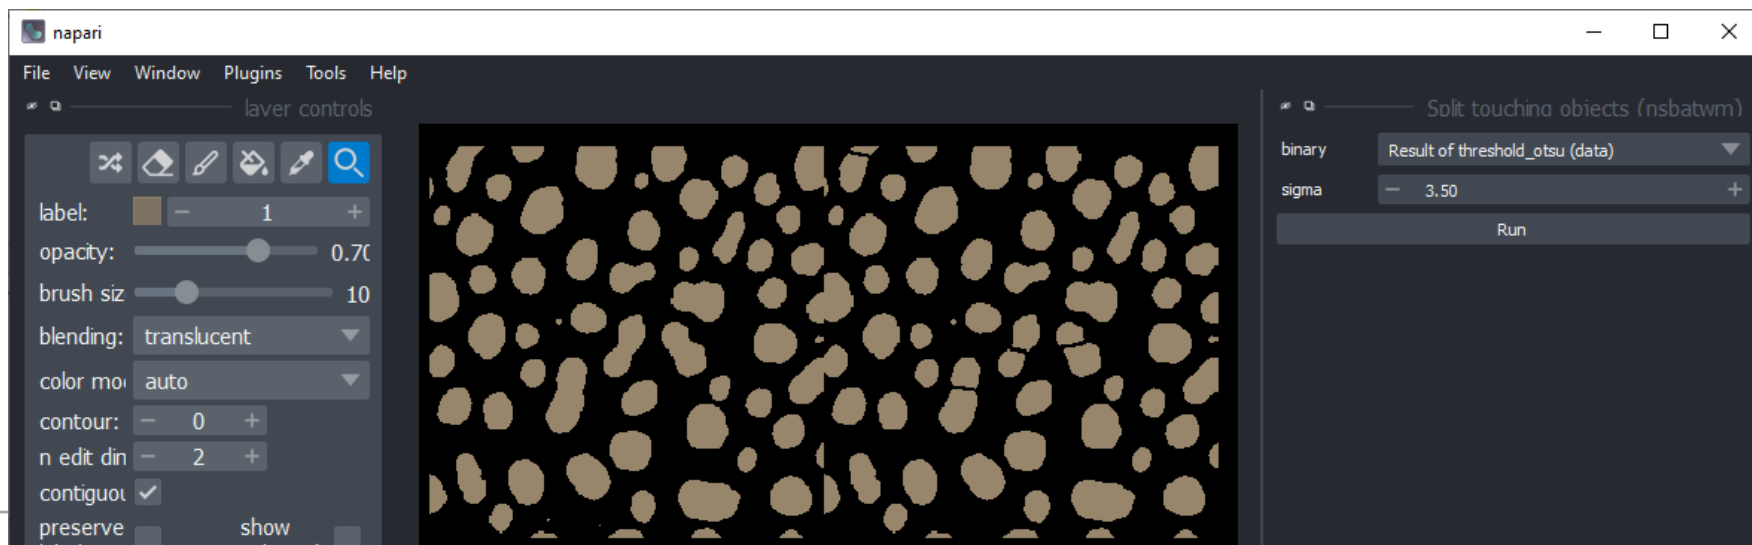 napari
File View Window Plugins Tools Help
layer controls
Split touching objects (nsbatwm)
label: 1
opacity: 0.70
brush siz 10
blending: translucent
color mo auto
contour: 0
n edit din 2
contiguou
preserve show
binary Result of threshold_otsu (data)
sigma 3.50
Run